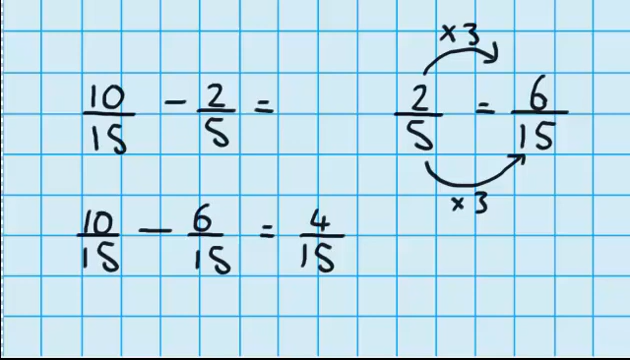 10/15 - 2/5 =
×3
2/5 = 6/15
×3
10/15 - 6/15 = 4/15